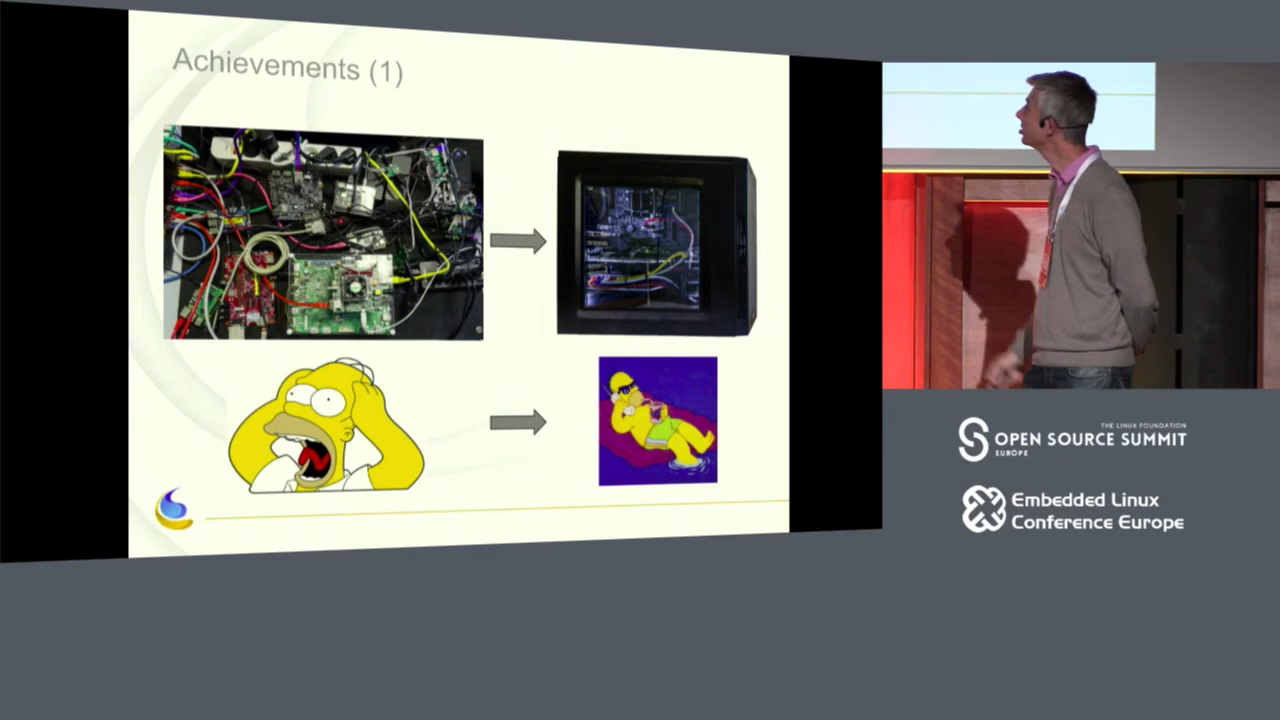 Achievements (1)
THE LINUX FOUNDATION
OPEN SOURCE SUMMIT
EUROPE
Embedded Linux
Conference Europe